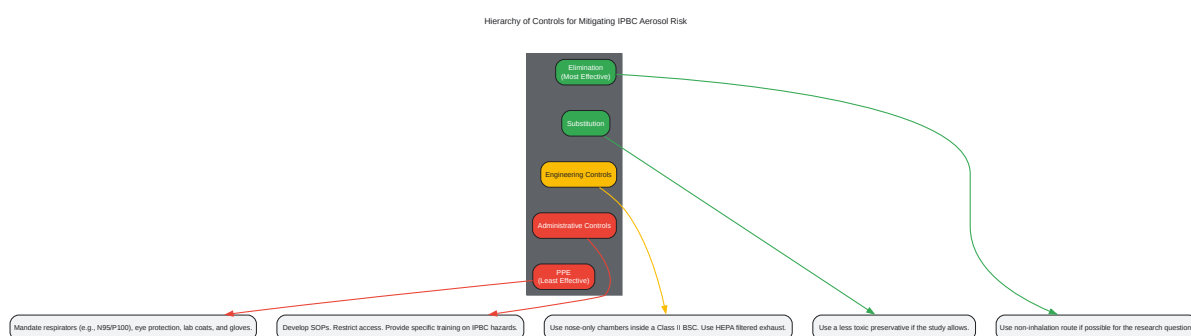 Hierarchy of Controls for Mitigating IPBC Aerosol Risk
Elimination
(Most Effective)
Substitution
Engineering Controls
Administrative Controls
PPE
(Least Effective)
Mandate respirators (e.g., N95/P100), eye protection, lab coats, and gloves.
Develop SOPs. Restrict access. Provide specific training on IPBC hazards.
Use nose-only chambers inside a Class II BSC. Use HEPA filtered exhaust.
Use a less toxic preservative if the study allows.
Use non-inhalation route if possible for the research question